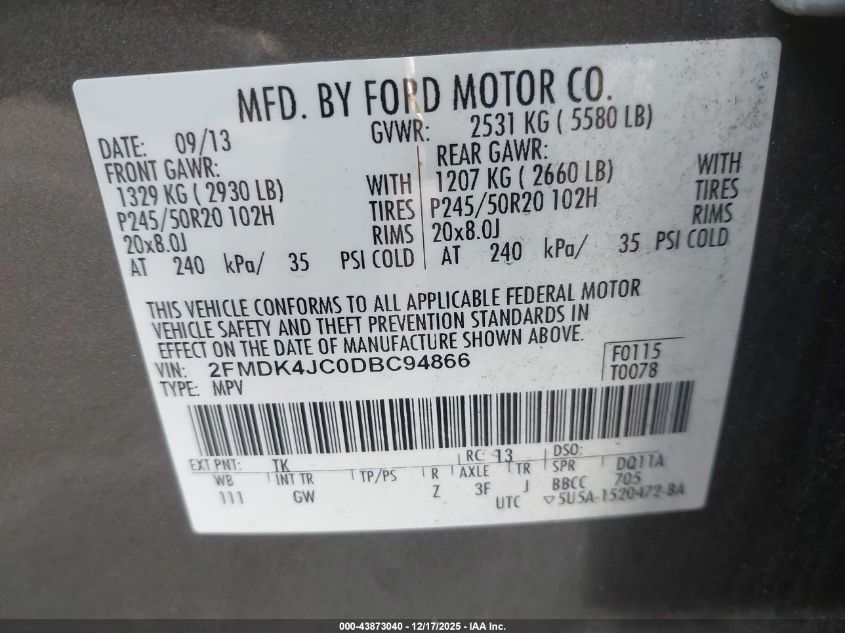 MFD. BY FORD MOTOR CO.
DATE: 09/13 GVWR: 2531 KG ( 5580 LB)
FRONT GAWR: REAR GAWR:
1329 KG ( 2930 LB) WITH 1207 KG ( 2660 LB) WITH
P245/50R20 102H TIRES P245/50R20 102H TIRES
20x8.0J RIMS 20x8.0J RIMS
AT 240 kPa/ 35 PSI COLD AT 240 kPa/ 35 PSI COLD
THIS VEHICLE CONFORMS TO ALL APPLICABLE FEDERAL MOTOR
VEHICLE SAFETY AND THEFT PREVENTION STANDARDS IN
EFFECT ON THE DATE OF MANUFACTURE SHOWN ABOVE.
VIN: 2FMDK4JC0DBC94866 F0115
TYPE: MPV T0078
EXT PNT: TK RC: 13 DSO:
WB INT TR TP/PS R AXLE TR SPR DQ11A
111 GW Z 3F J BBCC 705
UTC ▽5U5A-1520472-BA
000-43873040 - 12/17/2025 - IAA Inc.